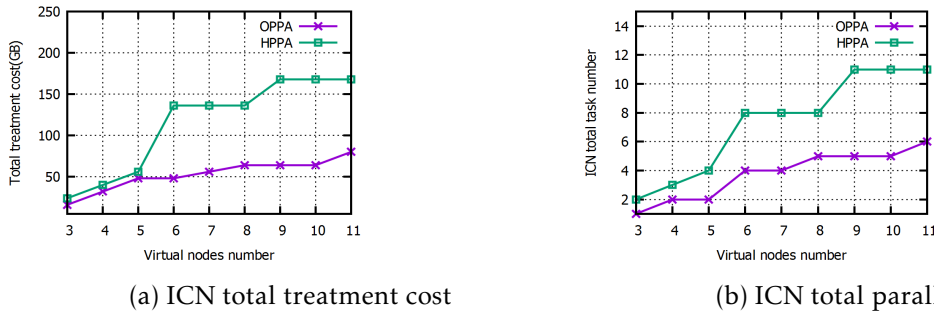 250
200
150
100
50
Total treatment cost(GB)
OPPA
HPPA
3 4 5 6 7 8 9 10 11
Virtual nodes number
(a) ICN total treatment cost
14
12
10
8
6
4
2
ICN total task number
OPPA
HPPA
3 4 5 6 7 8 9 10 11
Virtual nodes number
(b) ICN total paral